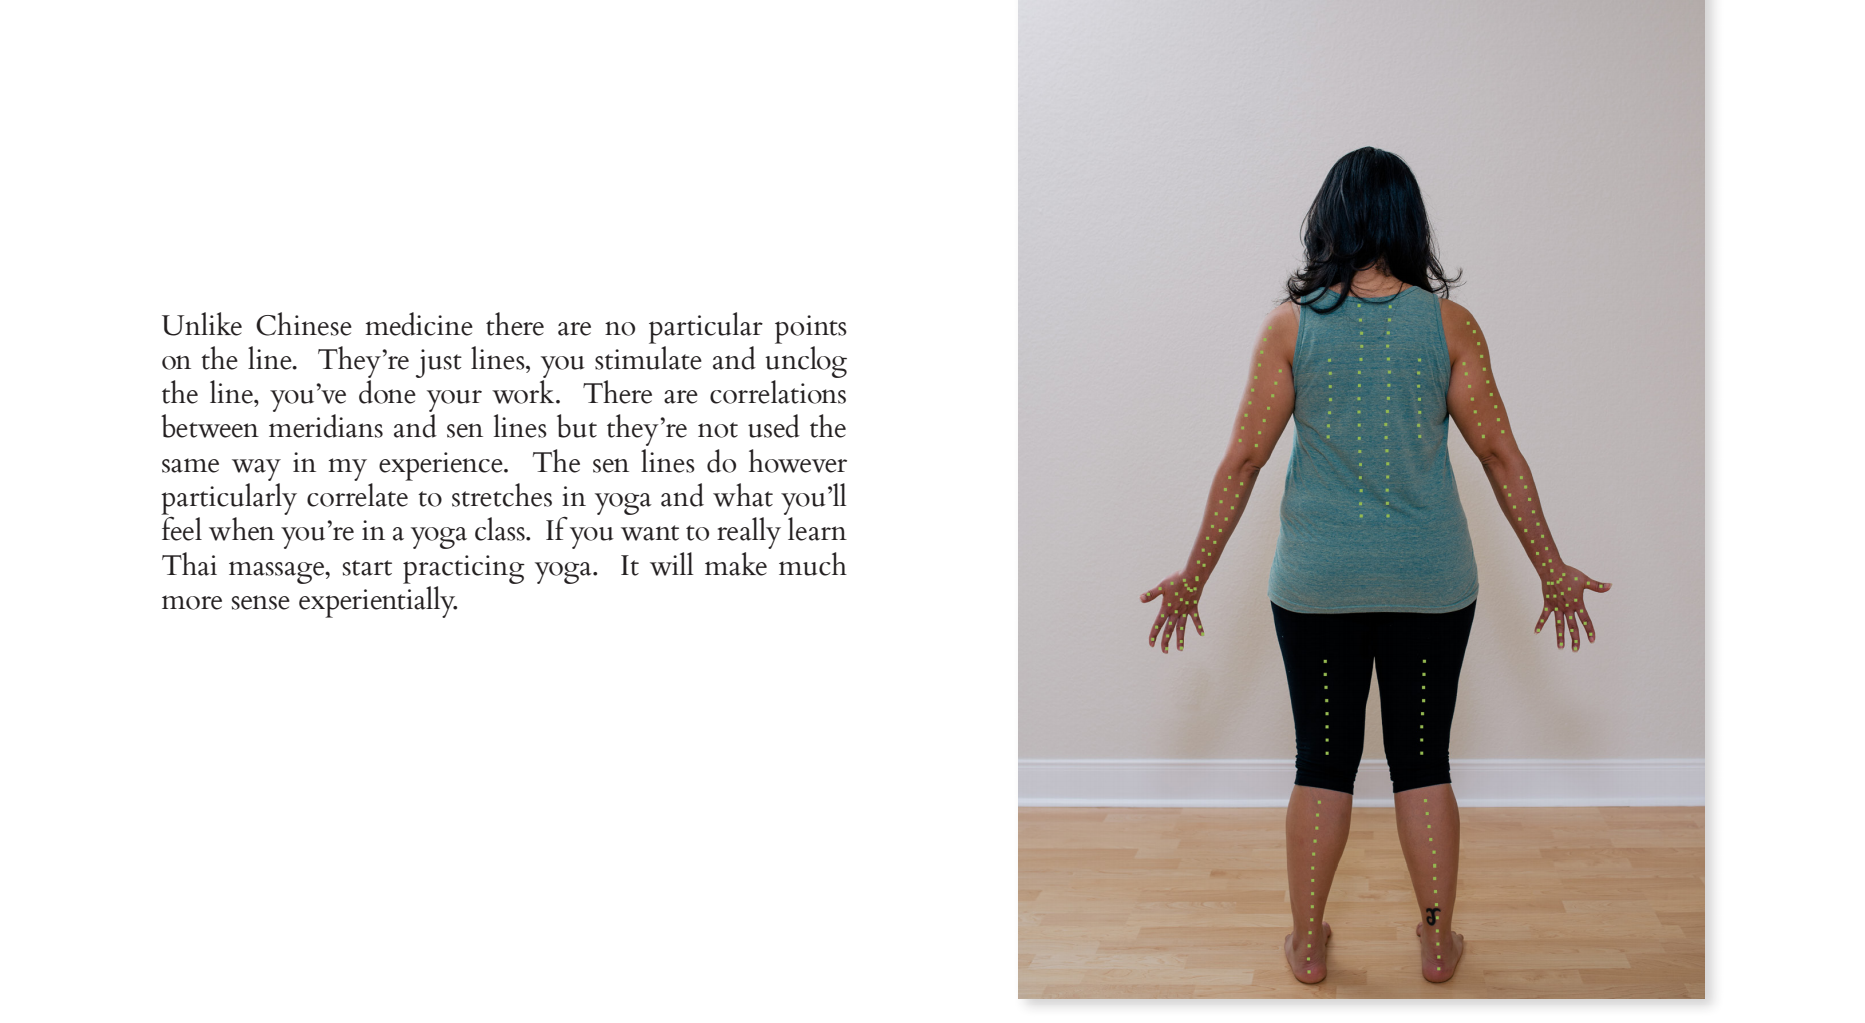 Unlike Chinese medicine there are no particular points
on the line.  They’re just lines, you stimulate and unclog
the line, you’ve done your work.  There are correlations
between meridians and sen lines but they’re not used the
same way in my experience.  The sen lines do however
particularly correlate to stretches in yoga and what you’ll
feel when you’re in a yoga class.  If you want to really learn
Thai massage, start practicing yoga.  It will make much
more sense experientially.